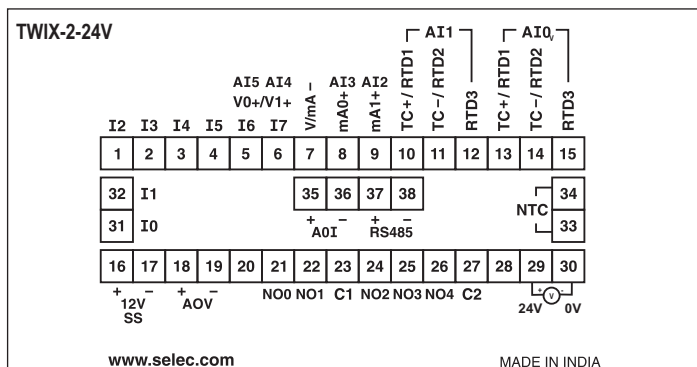 TWIX-2-24V
AI1 AI0V
AI5 AI4 V/mA – AI3 AI2 TC+/ RTD1 TC–/ RTD2 RTD3 TC+/ RTD1 TC–/ RTD2 RTD3
V0+/V1+ mA0+ mA1+
I2 I3 I4 I5 I6 I7
1 2 3 4 5 6 7 8 9 10 11 12 13 14 15
32 I1 35 36 37 38 NTC 34
31 I0 + – + – 33
A0I RS485
16 17 18 19 20 21 22 23 24 25 26 27 28 29 30
+ – + – NO0 NO1 C1 NO2 NO3 NO4 C2 + V -
12V AOV 24V 0V
SS
www.selec.com MADE IN INDIA